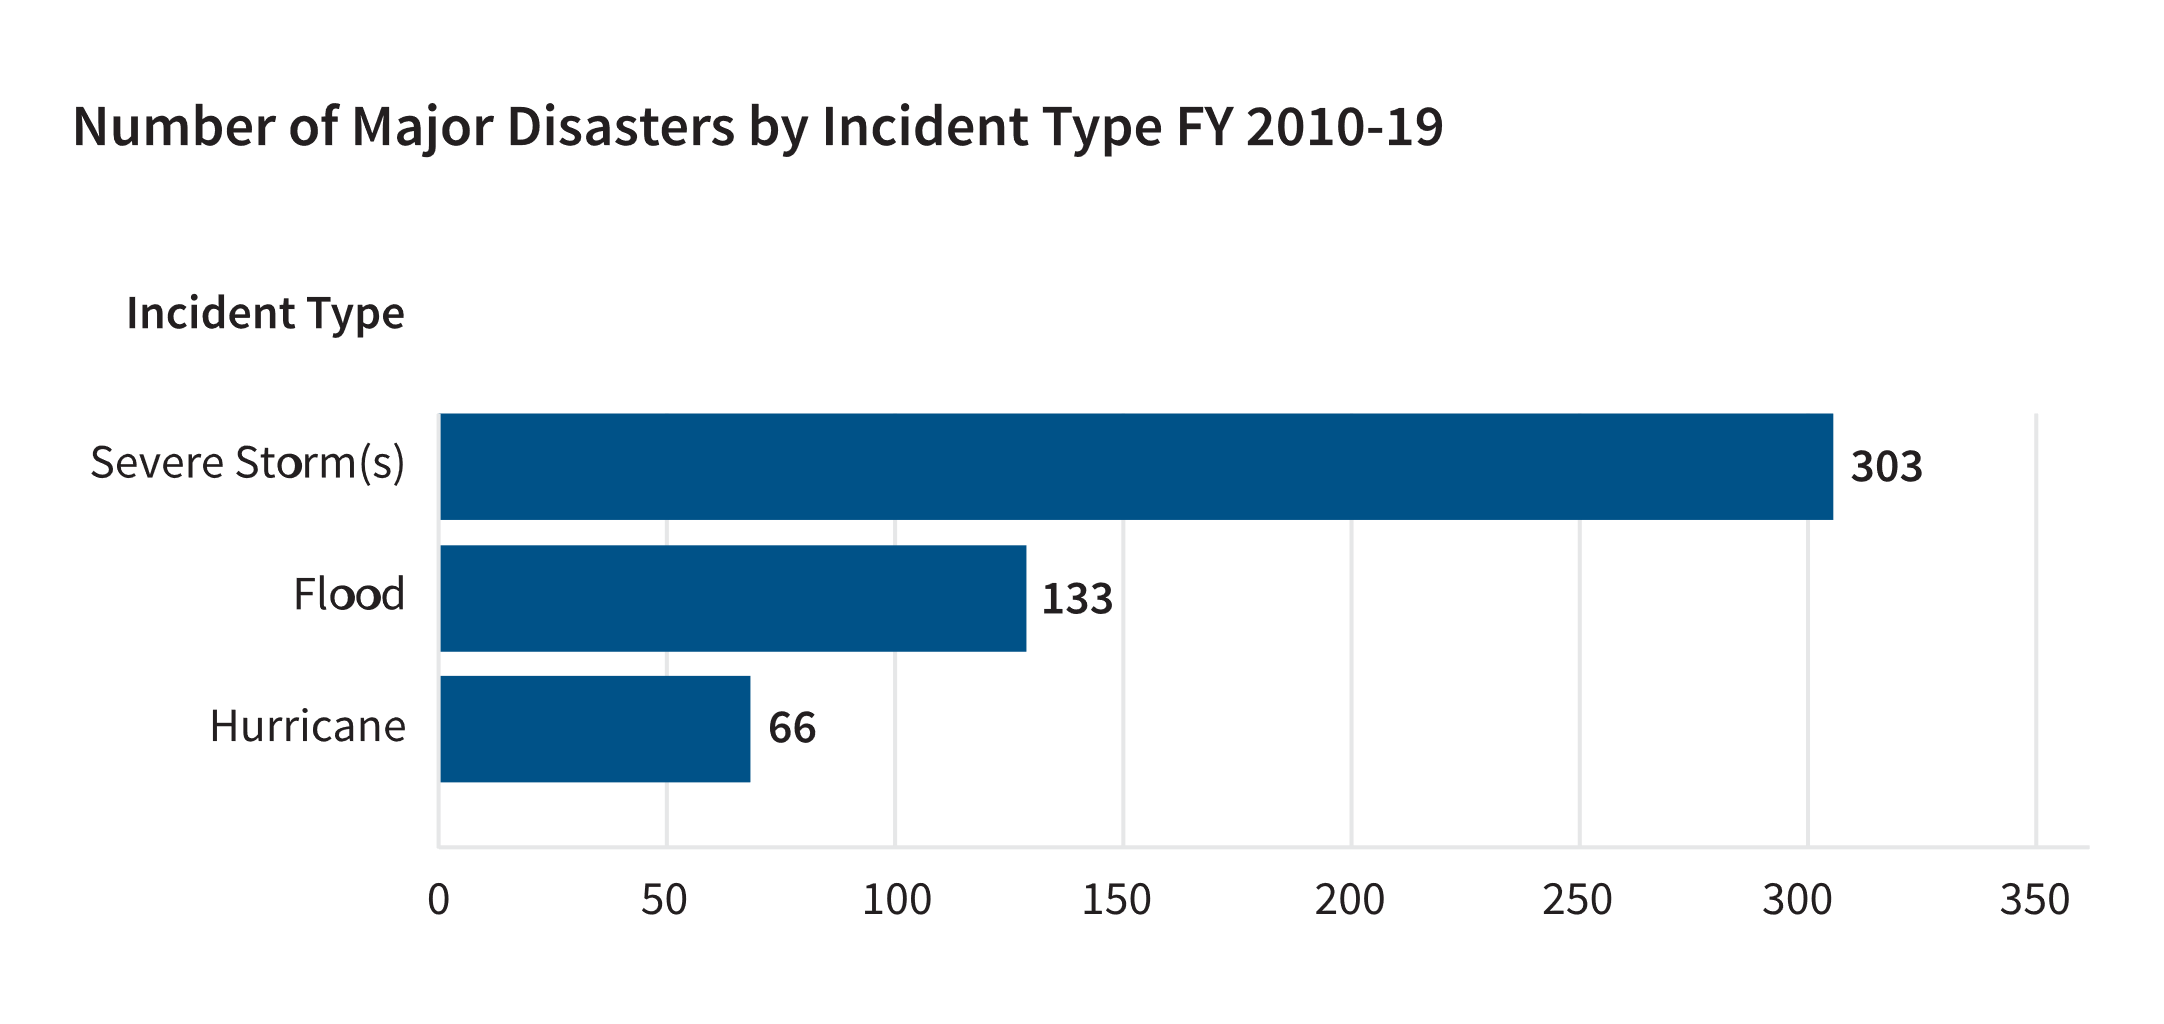 Number of Major Disasters by Incident Type FY 2010-19
Incident Type
Severe Storm(s)
303
Flood
133
Hurricane
66
0 50 100 150 200 250 300 350